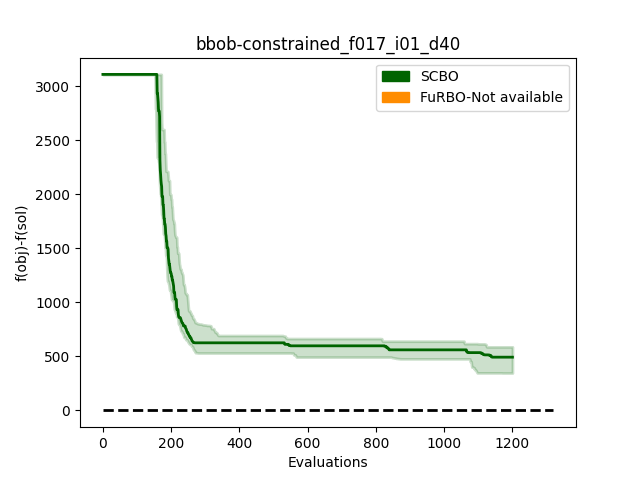 bbob-constrained_f017_i01_d40
SCBO
FuRBO-Not available
f(obj)-f(sol)
3000
2500
2000
1500
1000
500
0
0 200 400 600 800 1000 1200
Evaluations